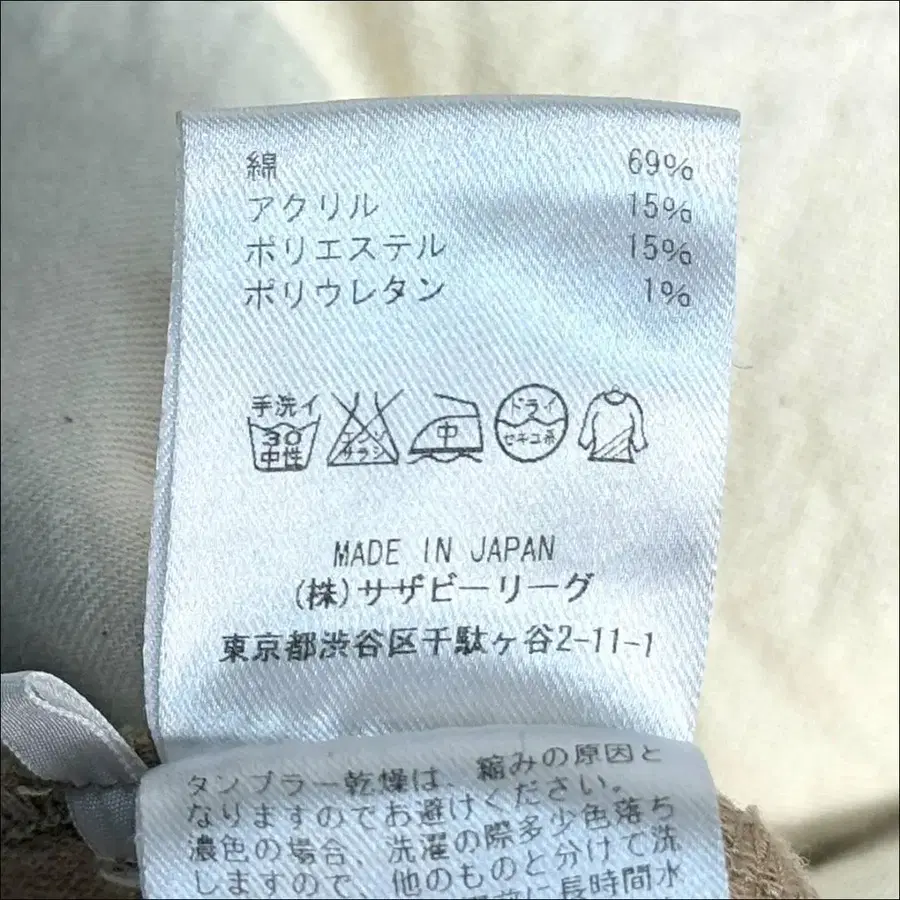 綿 69%
アクリル 15%
ポリエステル 15%
ポリウレタン 1%
手洗イ
30
中性
エンソ
サラシ
中
ドライ
セキユ系
MADE IN JAPAN
(株)サザビーリーグ
東京都渋谷区千駄ヶ谷2-11-1
タンブラー乾燥は、縮みの原因と
なりますのでお避けください。
濃色の場合、洗濯の際多少色落ち
しますので、他のものと分けて洗
に長時間水